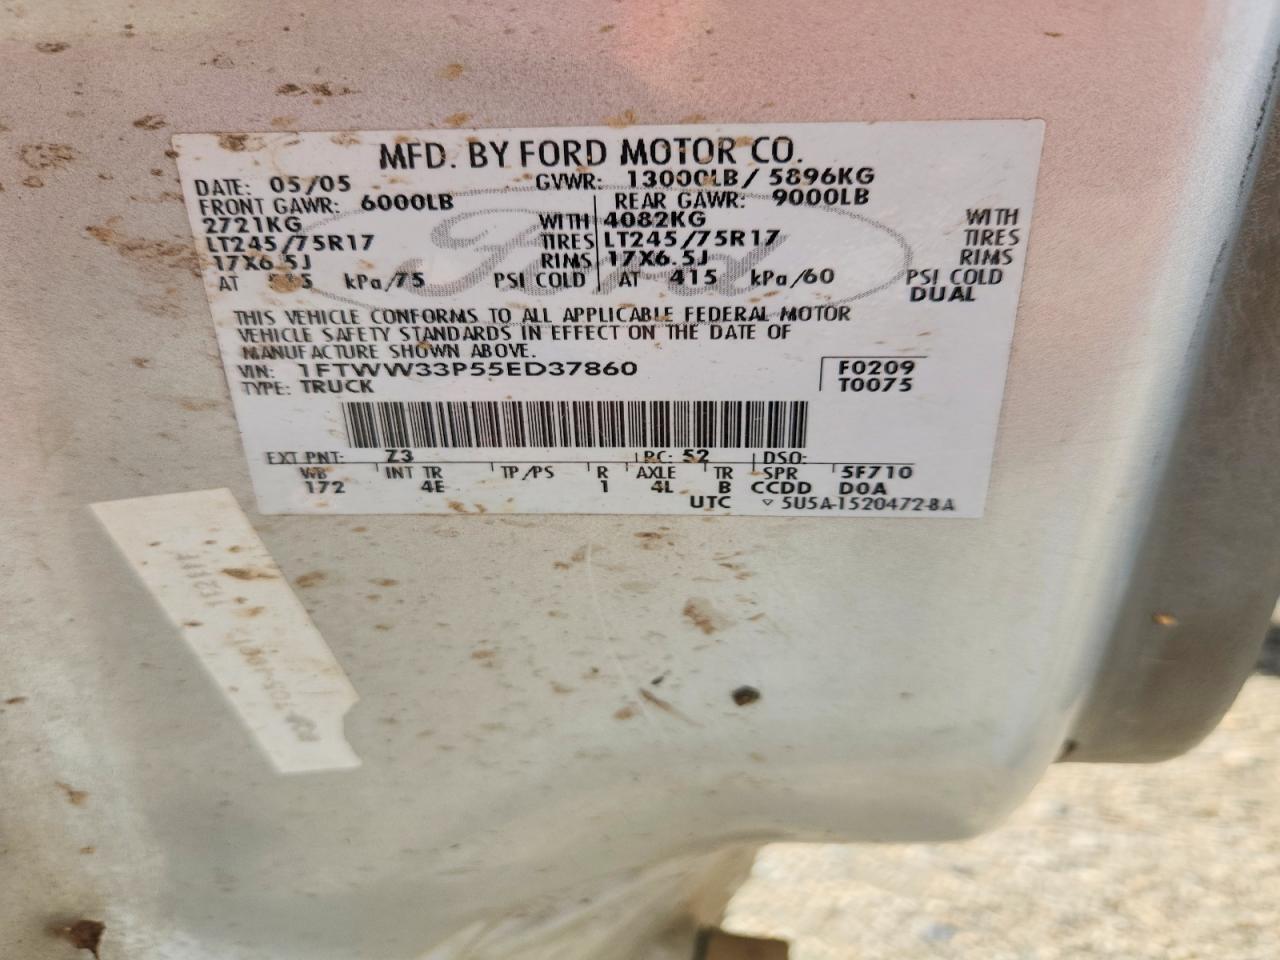 MFD. BY FORD MOTOR CO.
DATE: 05/05 GVWR: 13000LB/ 5896KG
FRONT GAWR: 6000LB REAR GAWR: 9000LB
2721KG WITH 4082KG WITH
LT245/75R17 TIRES LT245/75R17 TIRES
17X6.5J RIMS 17X6.5J RIMS
AT kPa/75 PSI COLD AT 415 kPa/60 PSI COLD
DUAL
Ford
THIS VEHICLE CONFORMS TO ALL APPLICABLE FEDERAL MOTOR
VEHICLE SAFETY STANDARDS IN EFFECT ON THE DATE OF
MANUFACTURE SHOWN ABOVE.
VIN: 1FTWW33P55ED37860 F0209
TYPE: TRUCK T0075
EXT PNT: Z3 RC: 52 DSO:
WB INT TR TP/PS R AXLE TR SPR 5F710
172 4E 1 4L B CCDD D0A
UTC ▽ 5U5A-1520472-BA